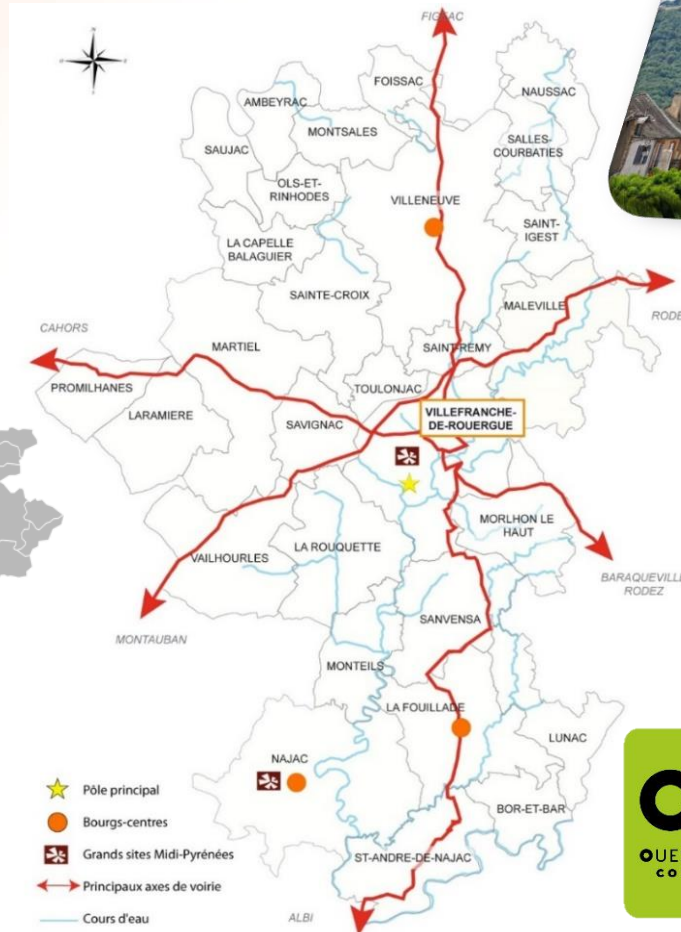 FIGEAC
FOISSAC
NAUSSAC
AMBEYRAC
MONTSALES
SALLES-
COURBATIES
SAUJAC
OLS-ET-
RINHODES
VILLENEUVE
SAINT-
IGEST
LA CAPELLE
BALAGUIER
SAINTE-CROIX
MALEVILLE
RODE
CAHORS
MARTIEL
SAINT-REMY
PROMILHANES
TOULONJAC
LARAMIERE
SAVIGNAC
VILLEFRANCHE-
DE-ROUERGUE
MORLHON LE
HAUT
LA ROUQUETTE
VAILHOURLES
BARAQUEVILLE
RODEZ
MONTAUBAN
SANVENSA
MONTEILS
LA FOUILLADE
LUNAC
NAJAC
BOR-ET-BAR
ST-ANDRE-DE-NAJAC
ALBI
Pôle principal
Bourgs-centres
Grands sites Midi-Pyrénées
Principaux axes de voirie
Cours d'eau
O
OUE
CO